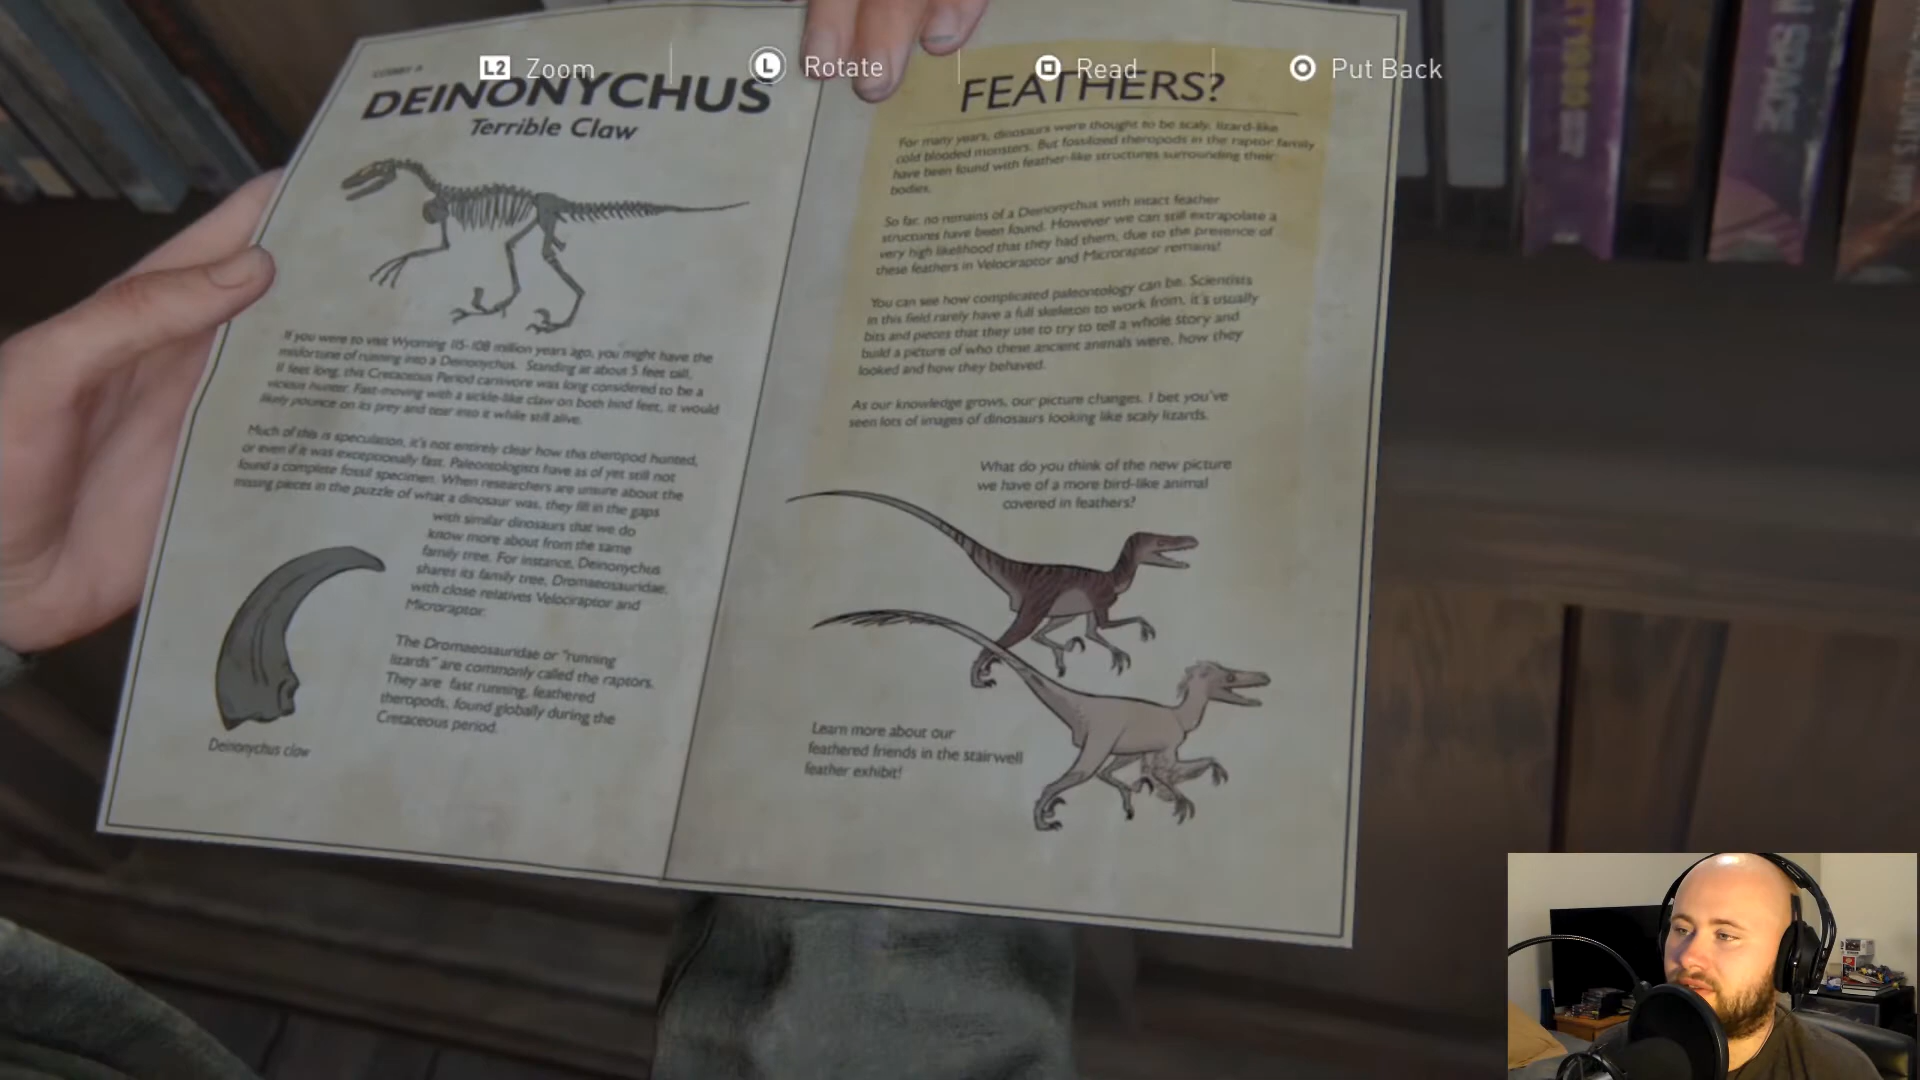 L2 Zoom
L Rotate
Read
Put Back
DEINONYCHUS
Terrible Claw
If you were to visit Wyoming 115-108 million years ago, you might have the
misfortune of running into a Deinonychus. Standing at about 5 feet tall,
11 feet long, this Cretaceous Period carnivore was long considered to be a
vicious hunter. Fast-moving with a sickle-like claw on both hind feet, it would
likely pounce on its prey and tear into it while still alive.
Much of this is speculation, it's not entirely clear how this theropod hunted,
or even if it was exceptionally fast. Paleontologists have as of yet still not
found a complete fossil specimen. When researchers are unsure about the
missing pieces in the puzzle of what a dinosaur was, they fill in the gaps
with similar dinosaurs that we do
know more about from the same
family tree. For instance, Deinonychus
shares its family tree, Dromaeosauridae,
with close relatives Velociraptor and
Microraptor.
The Dromaeosauridae or "running
lizards" are commonly called the raptors.
They are fast running, feathered
theropods, found globally during the
Cretaceous period.
Deinonychus claw
FEATHERS?
For many years, dinosaurs were thought to be scaly, lizard-like
cold blooded monsters. But fossilized theropods in the raptor family
have been found with feather-like structures surrounding their
bodies.
So far, no remains of a Deinonychus with intact feather
structures have been found. However we can still extrapolate a
very high likelihood that they had them, due to the presence of
these feathers in Velociraptor and Microraptor remains!
You can see how complicated paleontology can be. Scientists
in this field rarely have a full skeleton to work from, it's usually
bits and pieces that they use to try to tell a whole story and
build a picture of who these ancient animals were, how they
looked and how they behaved.
As our knowledge grows, our picture changes. I bet you've
seen lots of images of dinosaurs looking like scaly lizards.
What do you think of the new picture
we have of a more bird-like animal
covered in feathers?
Learn more about our
feathered friends in the stairwell
feather exhibit!
SPACE